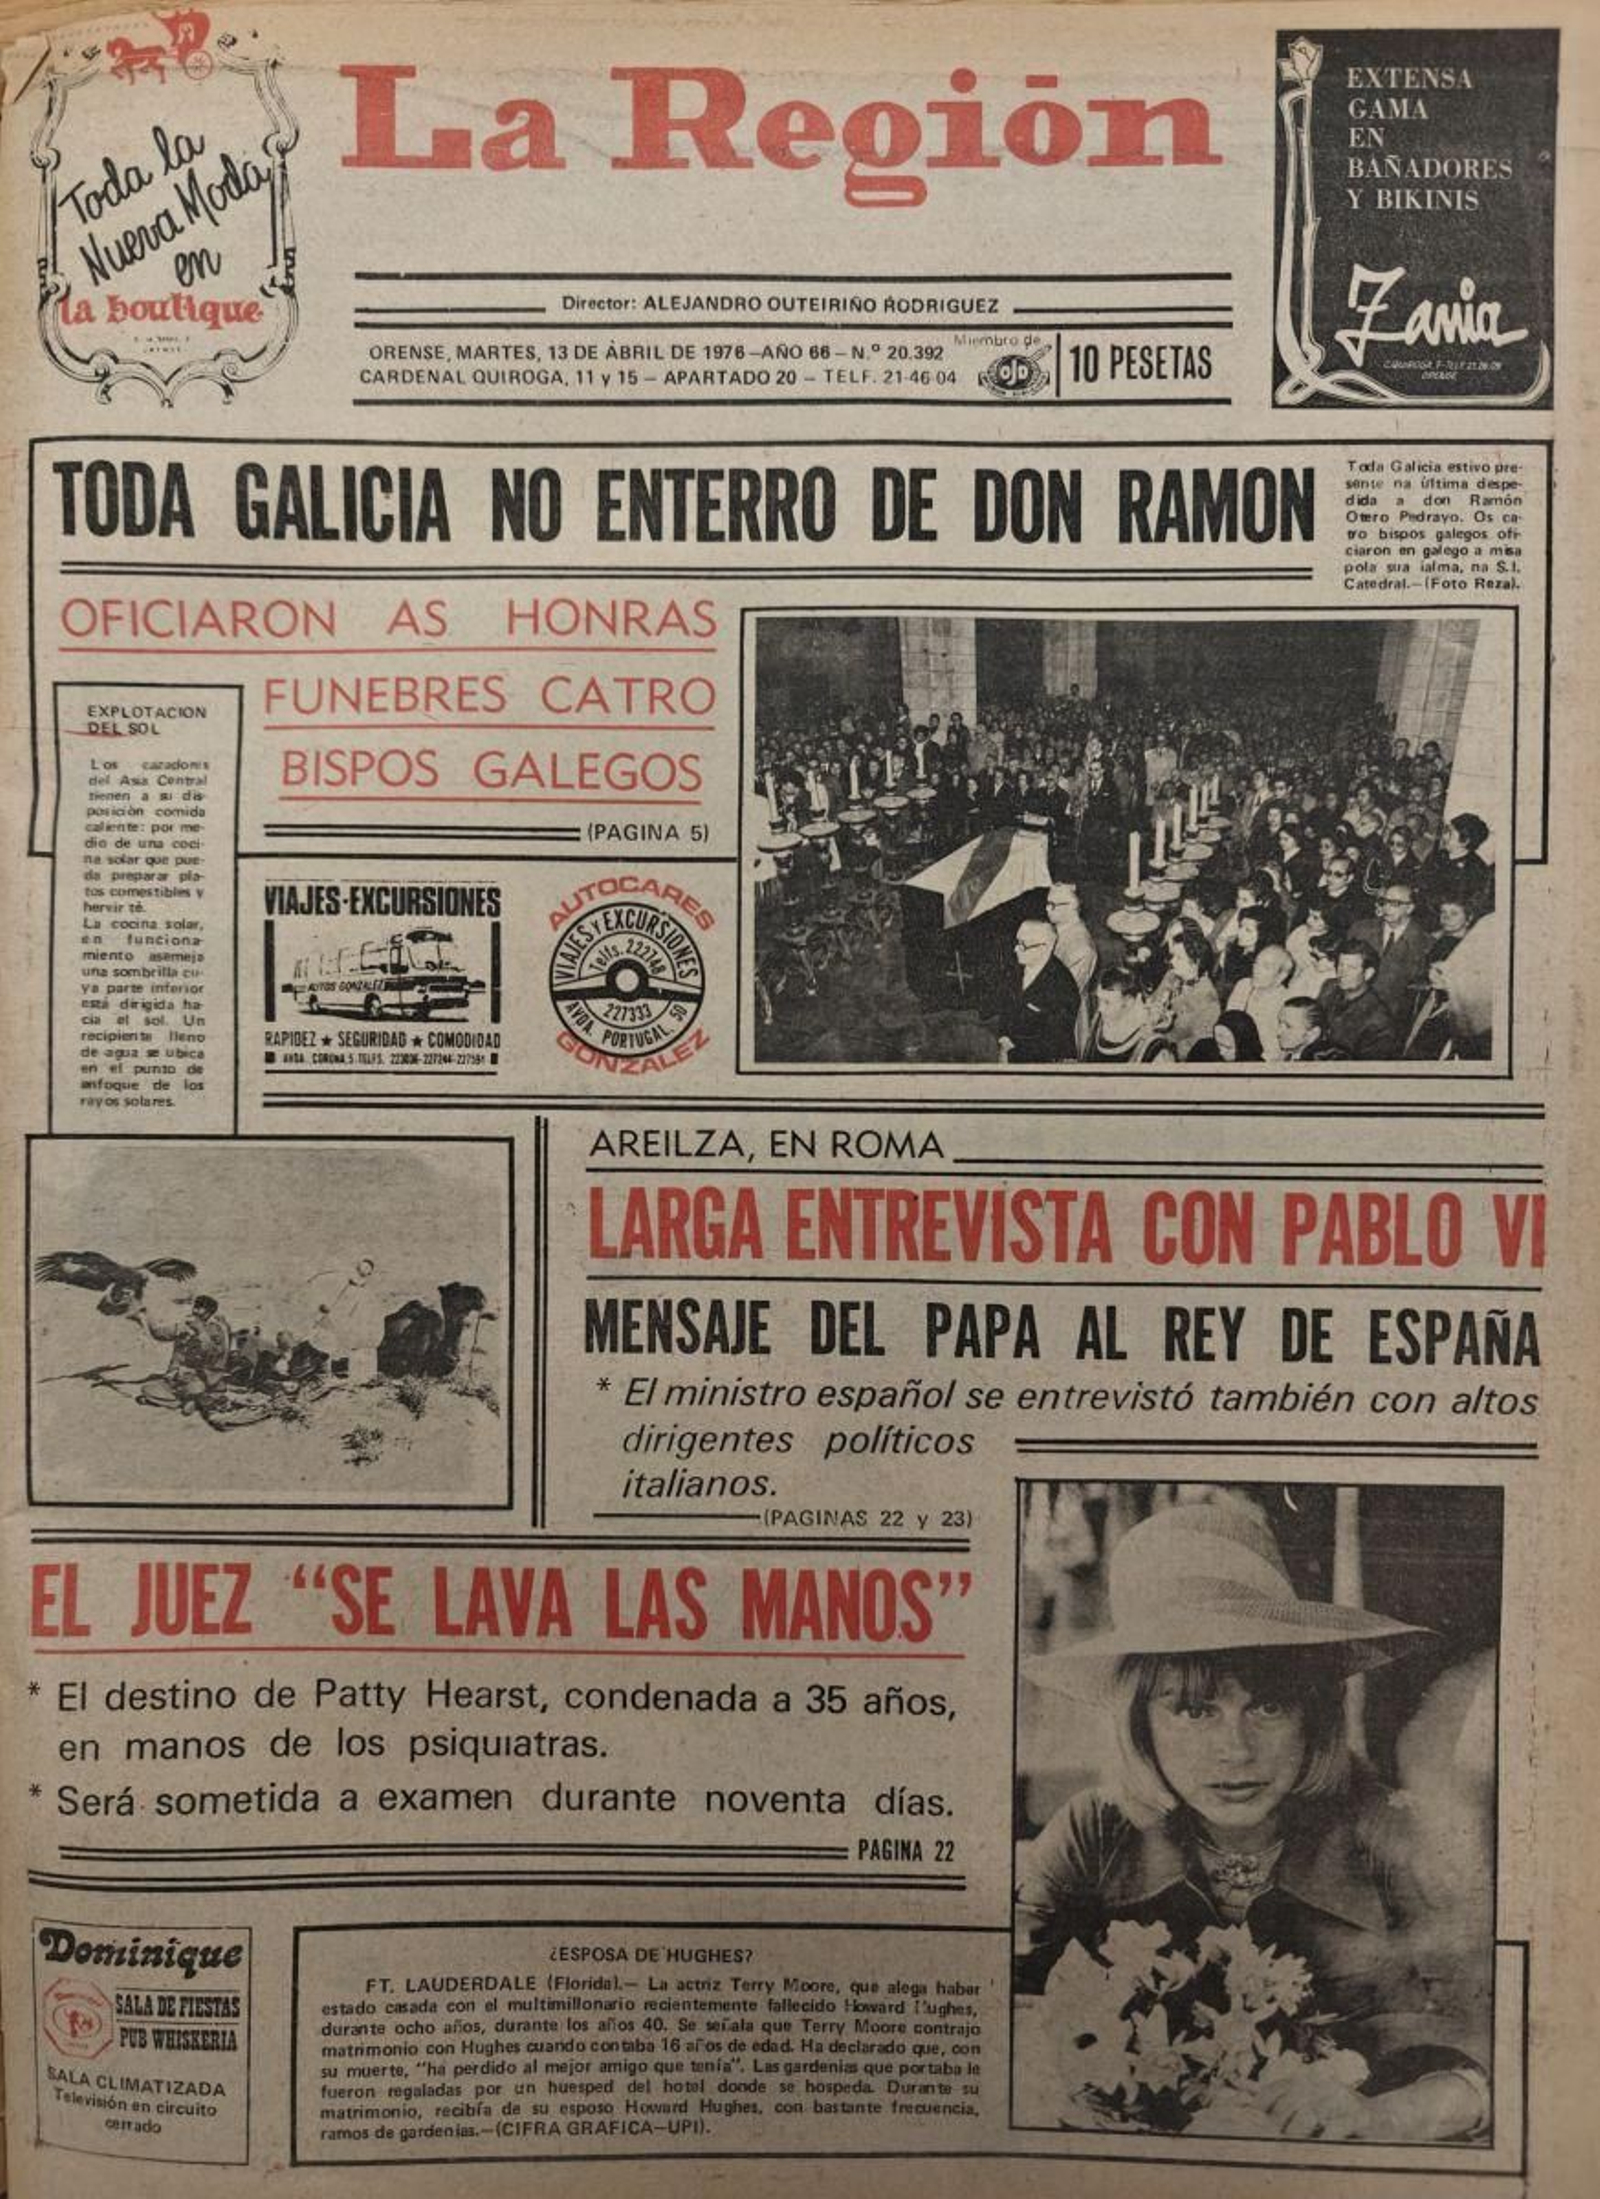 Toda la
Nueva Moda
en
la boutique
La Región
EXTENSA
GAMA
EN
BAÑADORES
Y BIKINIS
Zania
ORENSE
Director: ALEJANDRO OUTEIRIÑO RODRIGUEZ
ORENSE, MARTES, 13 DE ABRIL DE 1976 —AÑO 66 — N.º 20.392
CARDENAL QUIROGA, 11 y 15 — APARTADO 20 — TELF. 21-46-04
Miembro de
OJD
10 PESETAS
TODA GALICIA NO ENTERRO DE DON RAMON
Toda Galicia estivo pre-
sente na última despe-
dida a don Ramón
Otero Pedrayo. Os ca-
tro bispos galegos ofi-
ciaron en galego a misa
pola sua ialma, na S.I.
Catedral.—(Foto Reza).
OFICIARON AS HONRAS
FUNEBRES CATRO
BISPOS GALEGOS
(PAGINA 5)
EXPLOTACION
DEL SOL
Los cazadores
del Asia Central
tienen a su dis-
posición comida
caliente: por me-
dio de una coci-
na solar que pue-
da preparar pla-
tos comestibles y
hervir té.
La cocina solar,
en funciona-
miento asemeja
una sombrilla cu-
ya parte inferior
está dirigida ha-
cia el sol. Un
recipiente lleno
de agua se ubica
en el punto de
enfoque de los
rayos solares.
VIAJES-EXCURSIONES
AUTOS GONZALEZ
RAPIDEZ ★ SEGURIDAD ★ COMODIDAD
AVDA. CORUÑA, 5. TELFS.
AUTOCARES
VIAJES Y EXCURSIONES
Telfs. 222748
227333
AVDA. PORTUGAL, 50
GONZALEZ
AREILZA, EN ROMA
LARGA ENTREVISTA CON PABLO VI
MENSAJE DEL PAPA AL REY DE ESPAÑA
* El ministro español se entrevistó también con altos
dirigentes políticos
italianos.
(PAGINAS 22 y 23)
EL JUEZ “SE LAVA LAS MANOS”
* El destino de Patty Hearst, condenada a 35 años,
en manos de los psiquiatras.
* Será sometida a examen durante noventa días.
PAGINA 22
Dominique
SALA DE FIESTAS
PUB WHISKERIA
SALA CLIMATIZADA
Televisión en circuito
cerrado
¿ESPOSA DE HUGHES?
FT. LAUDERDALE (Florida).— La actriz Terry Moore, que alega haber
estado casada con el multimillonario recientemente fallecido Howard Hughes,
durante ocho años, durante los años 40. Se señala que Terry Moore contrajo
matrimonio con Hughes cuando contaba 16 años de edad. Ha declarado que, con
su muerte, “ha perdido al mejor amigo que tenía”. Las gardenias que portaba le
fueron regaladas por un huesped del hotel donde se hospeda. Durante su
matrimonio, recibía de su esposo Howard Hughes, con bastante frecuencia,
ramos de gardenias.—(CIFRA GRAFICA—UPI).